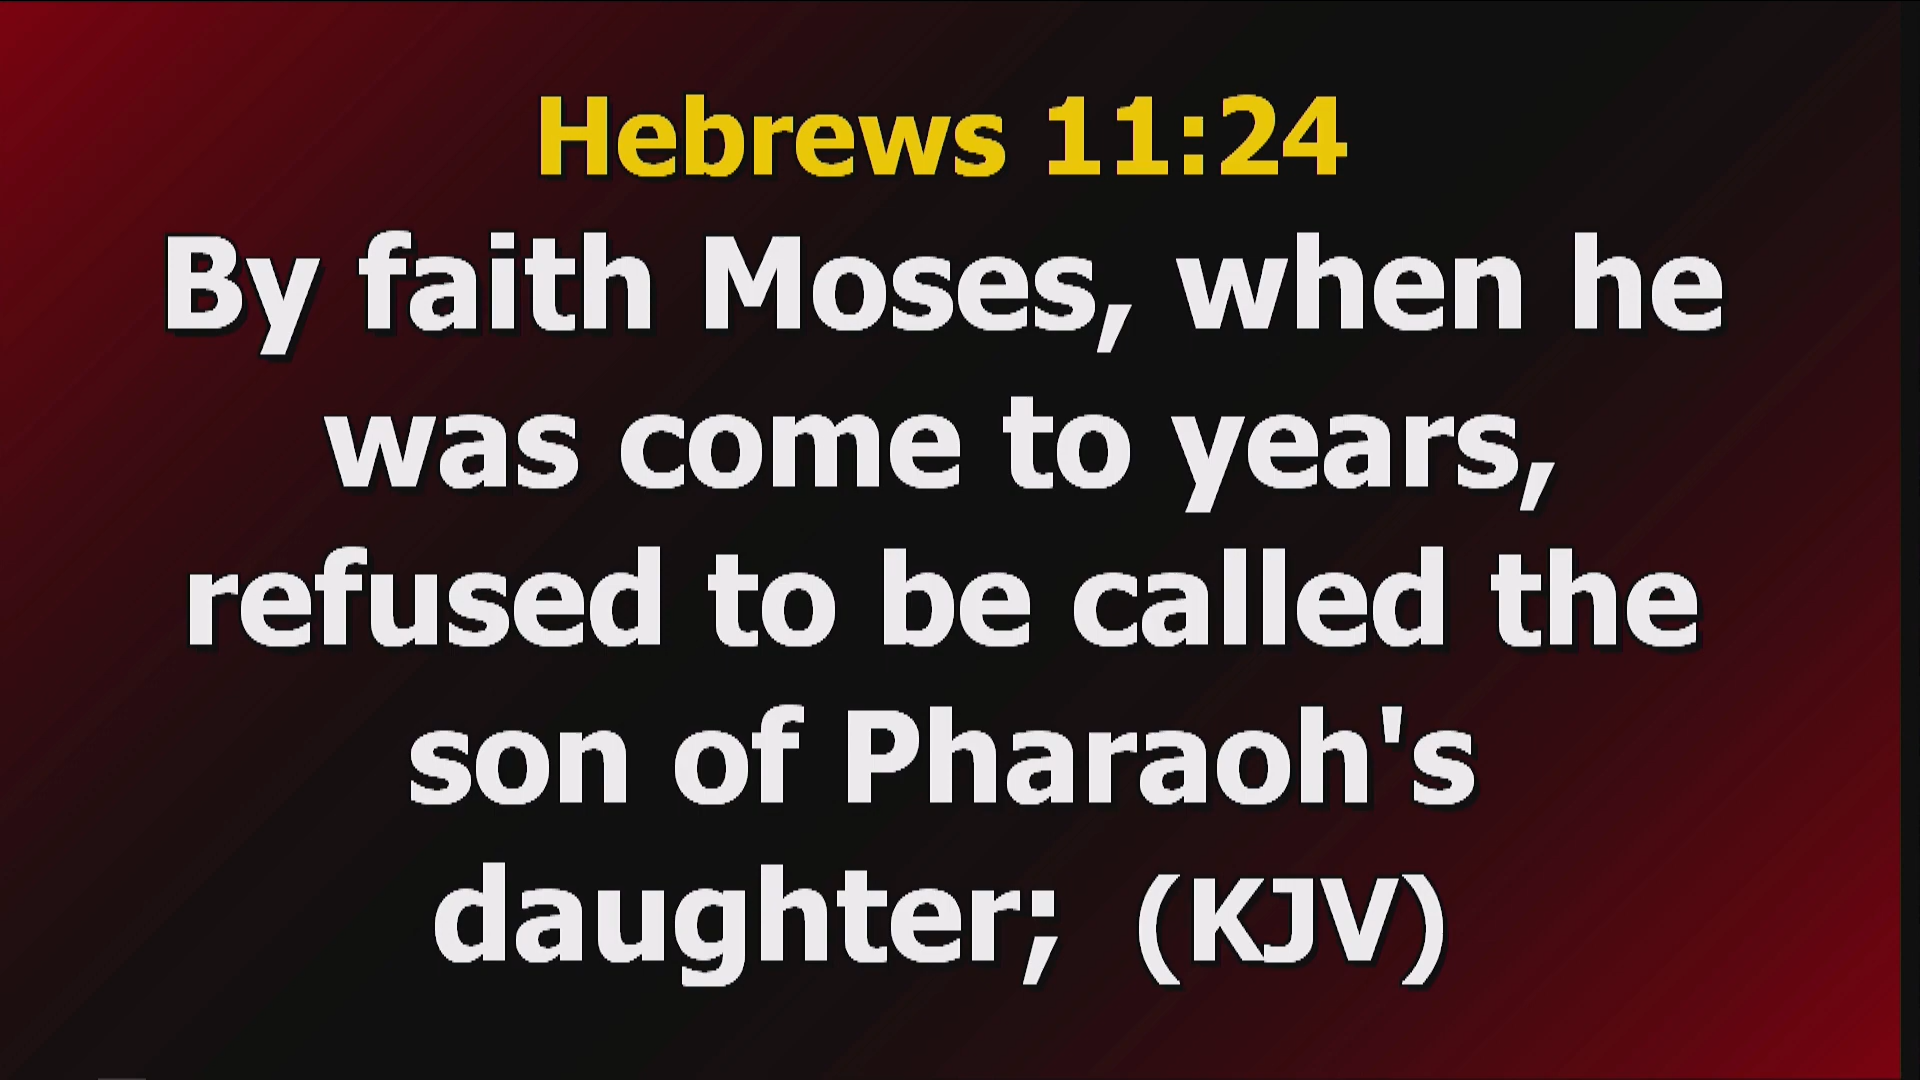 Hebrews 11:24
By faith Moses, when he
was come to years,
refused to be called the
son of Pharaoh's
daughter; (KJV)